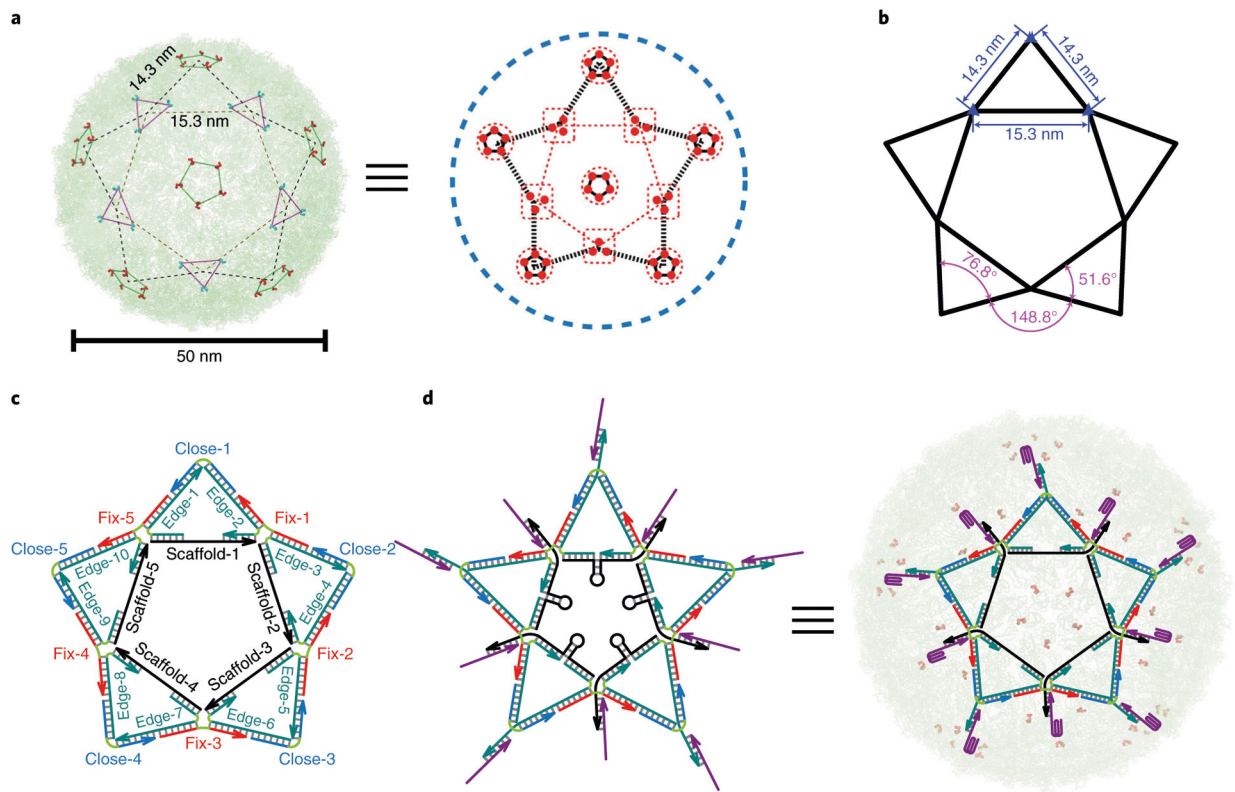 a
14.3 nm
15.3 nm
50 nm
b
14.3 nm
14.3 nm
15.3 nm
76.8°
51.6°
148.8°
c
Close-1
Edge-1
Edge-2
Fix-5
Fix-1
Close-5
Edge-10
Scaffold-1
Edge-3
Close-2
Edge-9
Scaffold-5
Scaffold-2
Edge-4
Fix-4
Scaffold-4
Scaffold-3
Fix-2
Edge-8
Edge-7
Edge-6
Edge-5
Close-4
Fix-3
Close-3
d